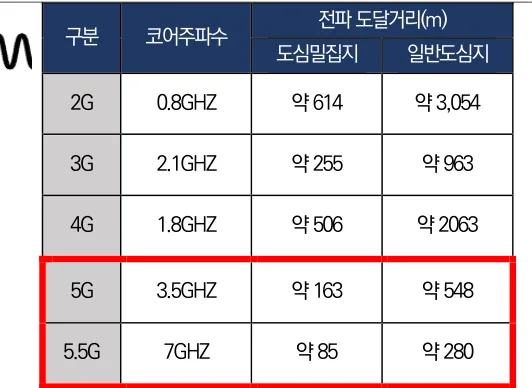 구분 코어주파수 전파 도달거리(m)
도심밀집지 일반도심지
2G 0.8GHZ 약 614 약 3,054
3G 2.1GHZ 약 255 약 963
4G 1.8GHZ 약 506 약 2063
5G 3.5GHZ 약 163 약 548
5.5G 7GHZ 약 85 약 280